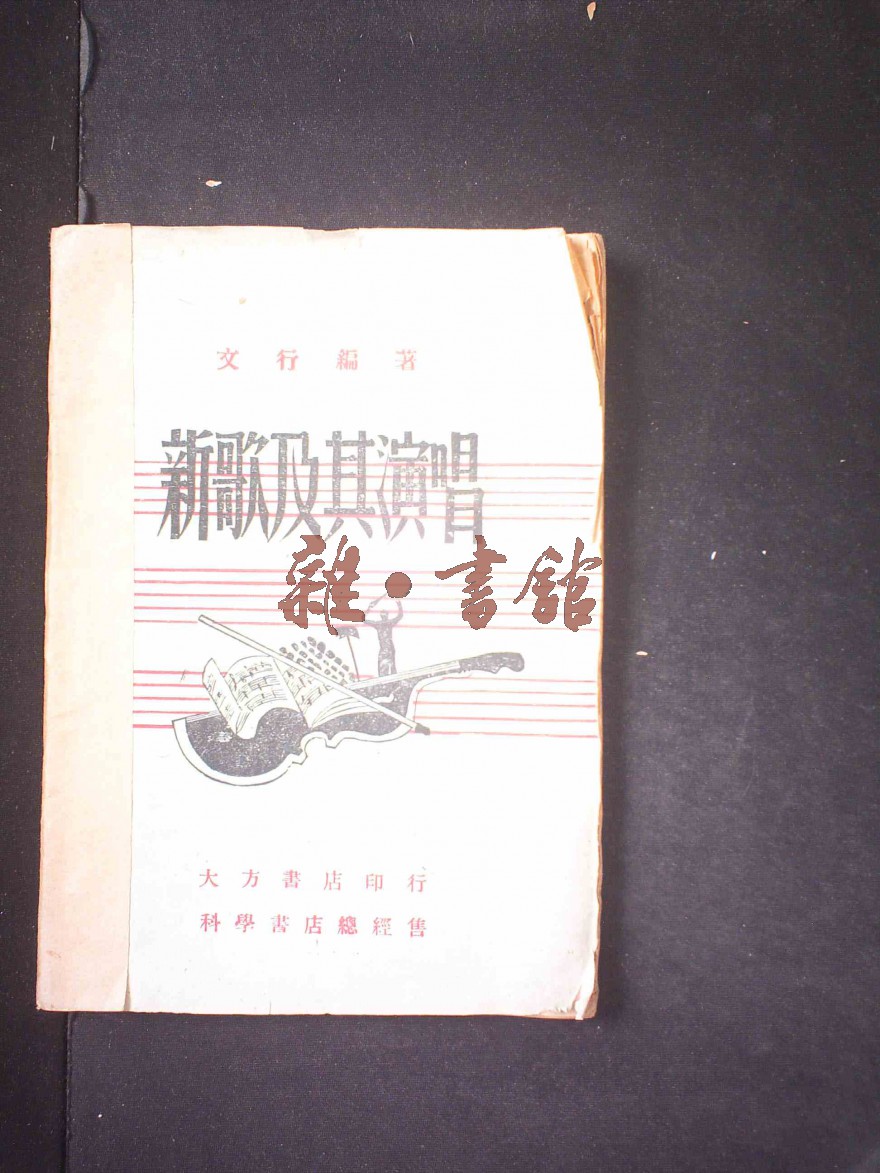 文行編著
新歌及其演唱
雜·書館
大方書店印行
科學書店總經售